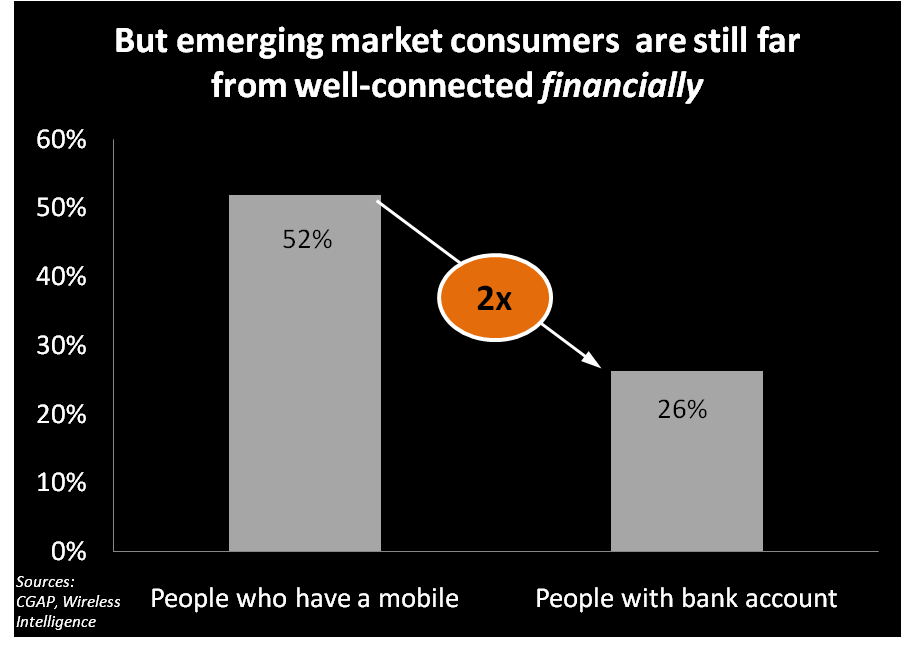 But emerging market consumers are still far
from well-connected financially
60%
50%
40%
30%
20%
10%
0%
52%
2x
26%
People who have a mobile
People with bank account
Sources:
CGAP, Wireless
Intelligence